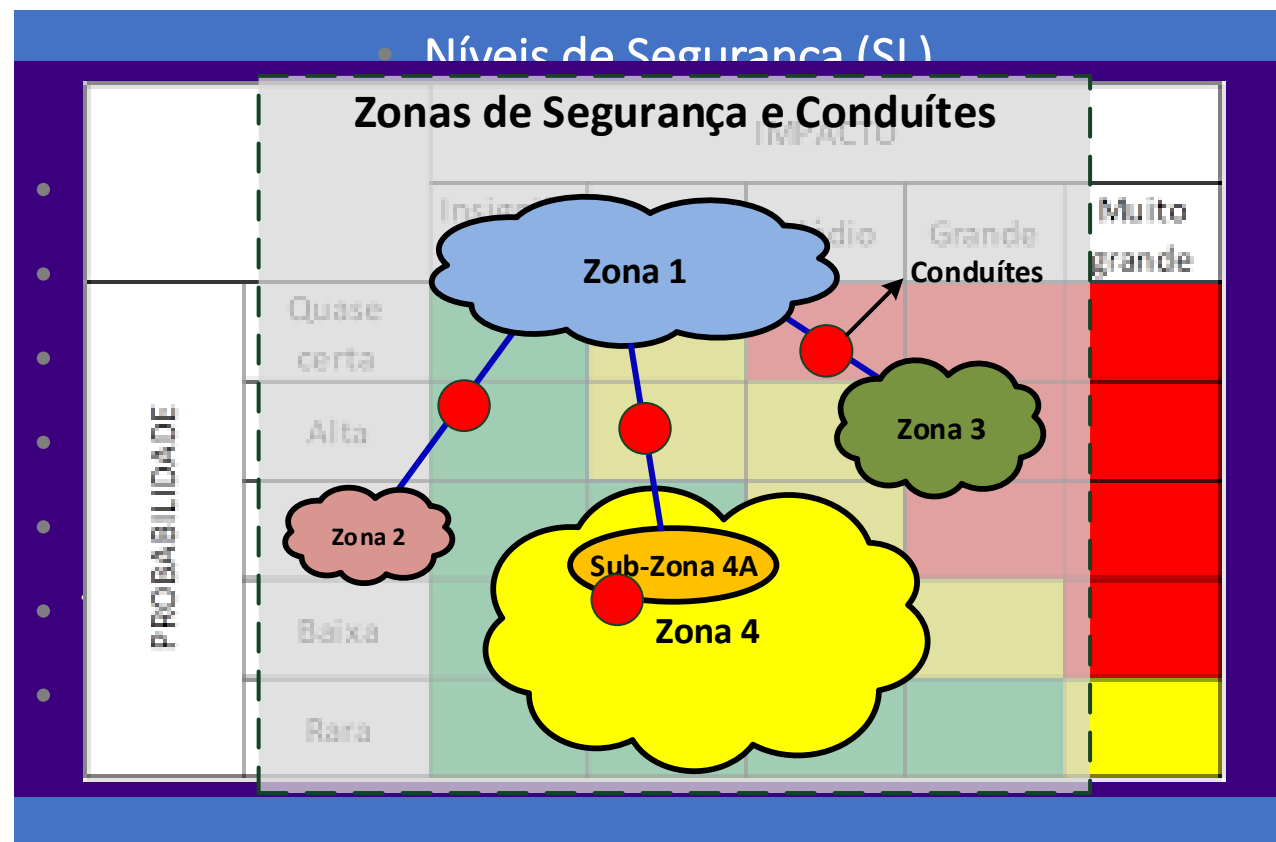 Níveis de Segurança (SL)
Zonas de Segurança e Conduítes
IMPACTO
Médio
Grande
Muito
grande
Zona 1
Conduítes
Quase
certa
PROBABILIDADE
Alta
Zona 3
Zona 2
Sub-Zona 4A
Baixa
Zona 4
Rara